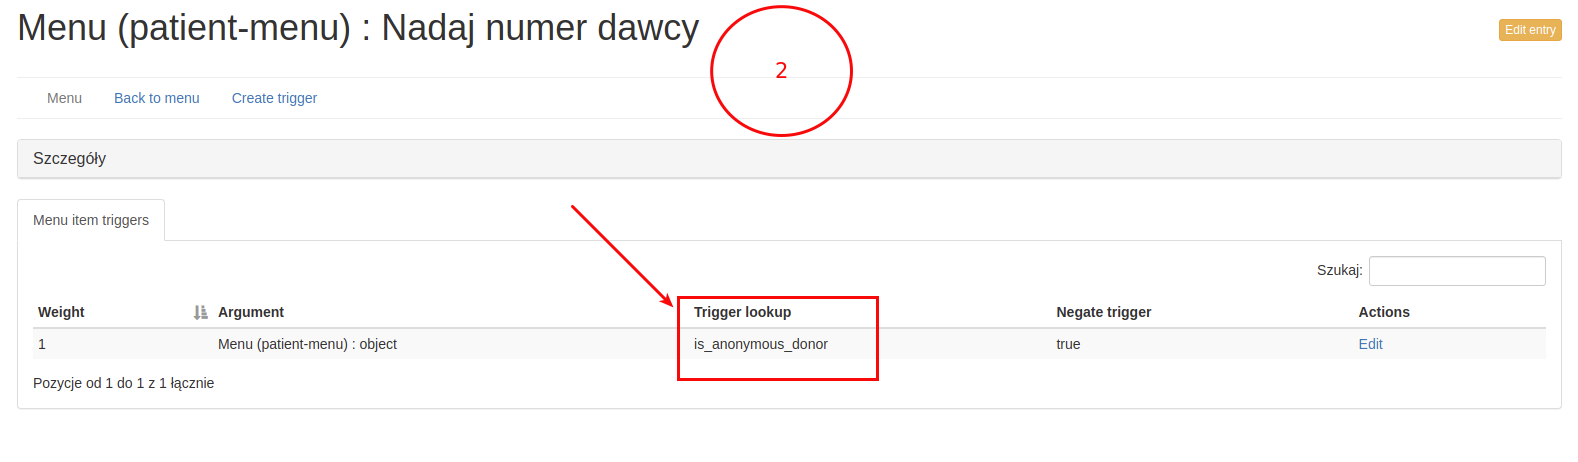 Menu (patient-menu) : Nadaj numer dawcy
Edit entry
2
Menu Back to menu Create trigger
Szczegóły
Menu item triggers
Szukaj:
Weight Argument Trigger lookup Negate trigger Actions
1 Menu (patient-menu) : object is_anonymous_donor true Edit
Pozycje od 1 do 1 z 1 łącznie